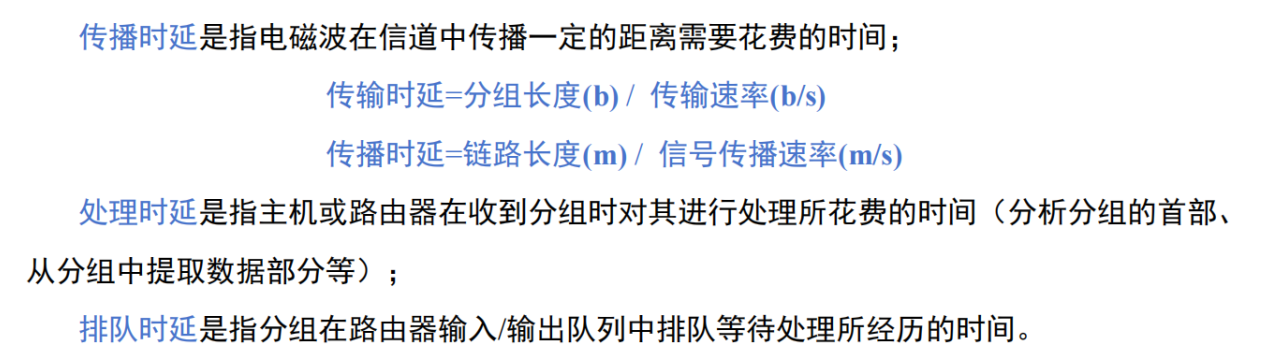 传播时延是指电磁波在信道中传播一定的距离需要花费的时间；
传输时延=分组长度(b) / 传输速率(b/s)
传播时延=链路长度(m) / 信号传播速率(m/s)
处理时延是指主机或路由器在收到分组时对其进行处理所花费的时间（分析分组的首部、
从分组中提取数据部分等）；
排队时延是指分组在路由器输入/输出队列中排队等待处理所经历的时间。